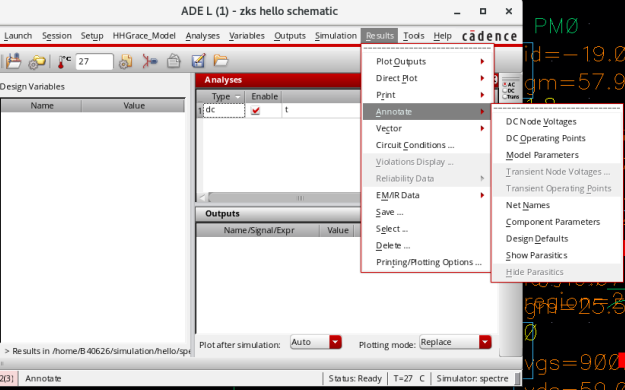 ADE L (1) - zks hello schematic
Launch Session Setup HHGrace_Model Analyses Variables Outputs Simulation Results Tools Help cādence
27
Design Variables
Name Value
Analyses
Type Enable
1 dc t
Outputs
Name/Signal/Expr Value
Plot after simulation: Auto Plotting mode: Replace
> Results in /home/B40626/simulation/hello/spe
2(3) Annotate Status: Ready T=27 C Simulator: spectre
Plot Outputs
Direct Plot
Print
Annotate
Vector
Circuit Conditions ...
Violations Display ...
Reliability Data
EM/IR Data
Save ...
Select ...
Delete ...
Printing/Plotting Options ...
AC
DC
Trans
DC Node Voltages
DC Operating Points
Model Parameters
Transient Node Voltages ...
Transient Operating Points
Net Names
Component Parameters
Design Defaults
Show Parasitics
Hide Parasitics
PM0
id=-19.0
gm=57.9
region=2
gm=25.
vgs=900